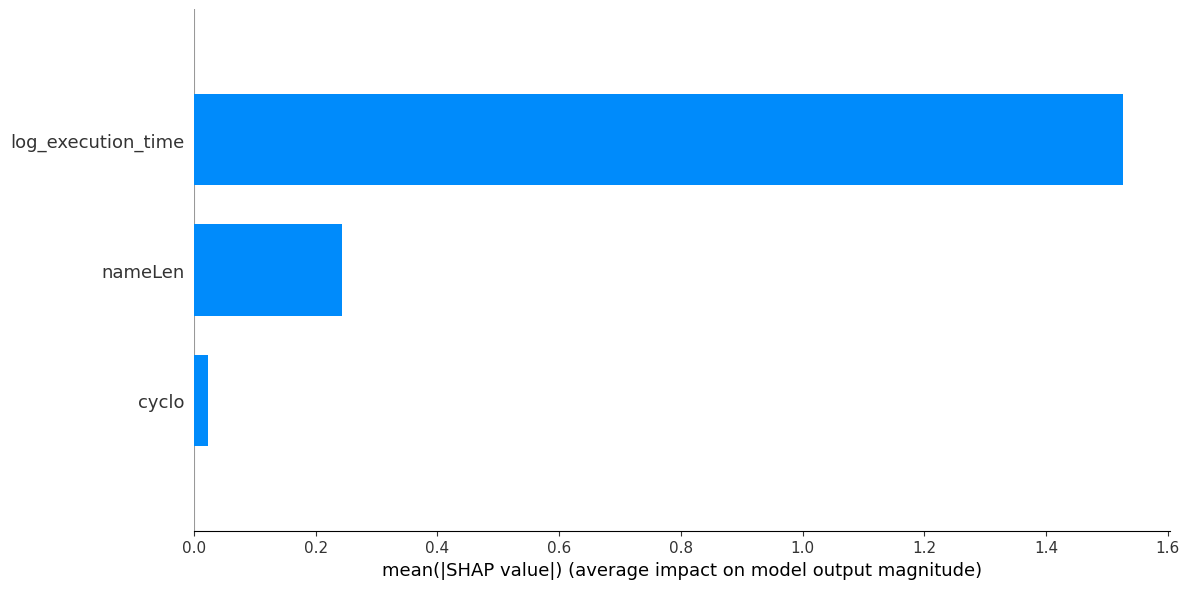 log_execution_time
nameLen
cyclo
0.0 0.2 0.4 0.6 0.8 1.0 1.2 1.4 1.6
mean(|SHAP value|) (average impact on model output magnitude)